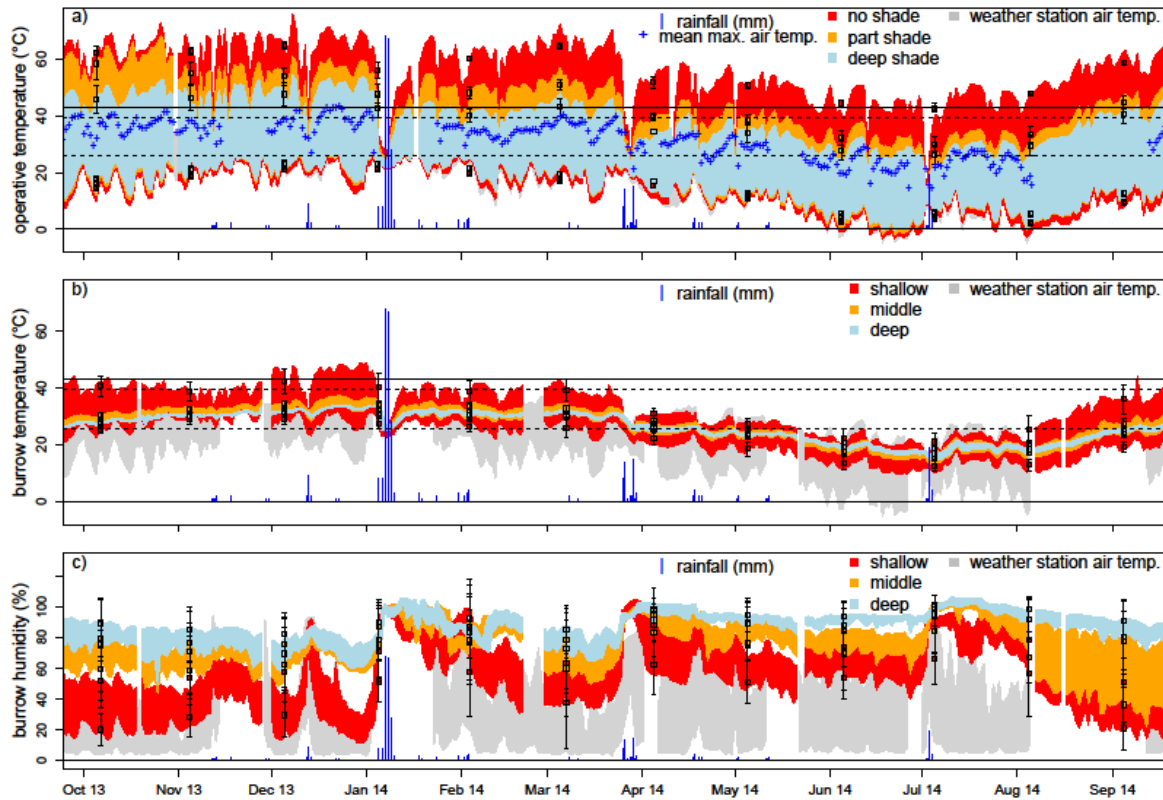 a)
rainfall (mm)
mean max. air temp.
no shade
part shade
deep shade
weather station air temp.
operative temperature (°C)
60
40
20
0
b)
rainfall (mm)
shallow
middle
deep
weather station air temp.
burrow temperature (°C)
60
40
20
0
c)
rainfall (mm)
shallow
middle
deep
weather station air temp.
burrow humidity (%)
100
80
60
40
20
0
Oct 13 Nov 13 Dec 13 Jan 14 Feb 14 Mar 14 Apr 14 May 14 Jun 14 Jul 14 Aug 14 Sep 14